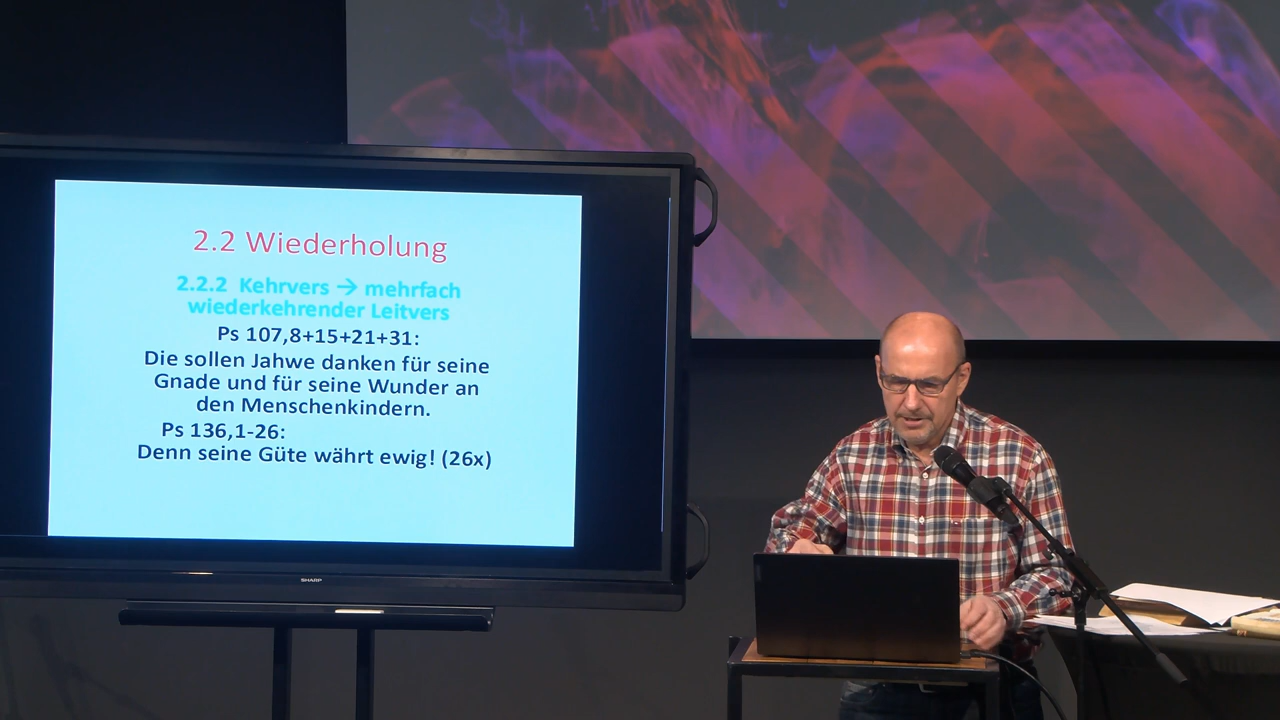 2.2 Wiederholung
2.2.2 Kehrvers → mehrfach
wiederkehrender Leitvers
Ps 107,8+15+21+31:
Die sollen Jahwe danken für seine
Gnade und für seine Wunder an
den Menschenkindern.
Ps 136,1-26:
Denn seine Güte währt ewig! (26x)
SHARP